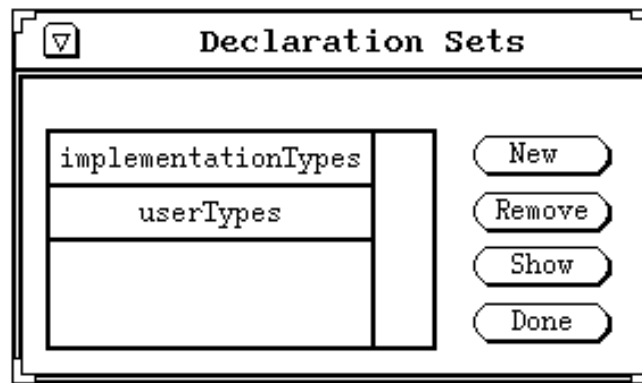 Declaration Sets
implementationTypes
userTypes
New
Remove
Show
Done